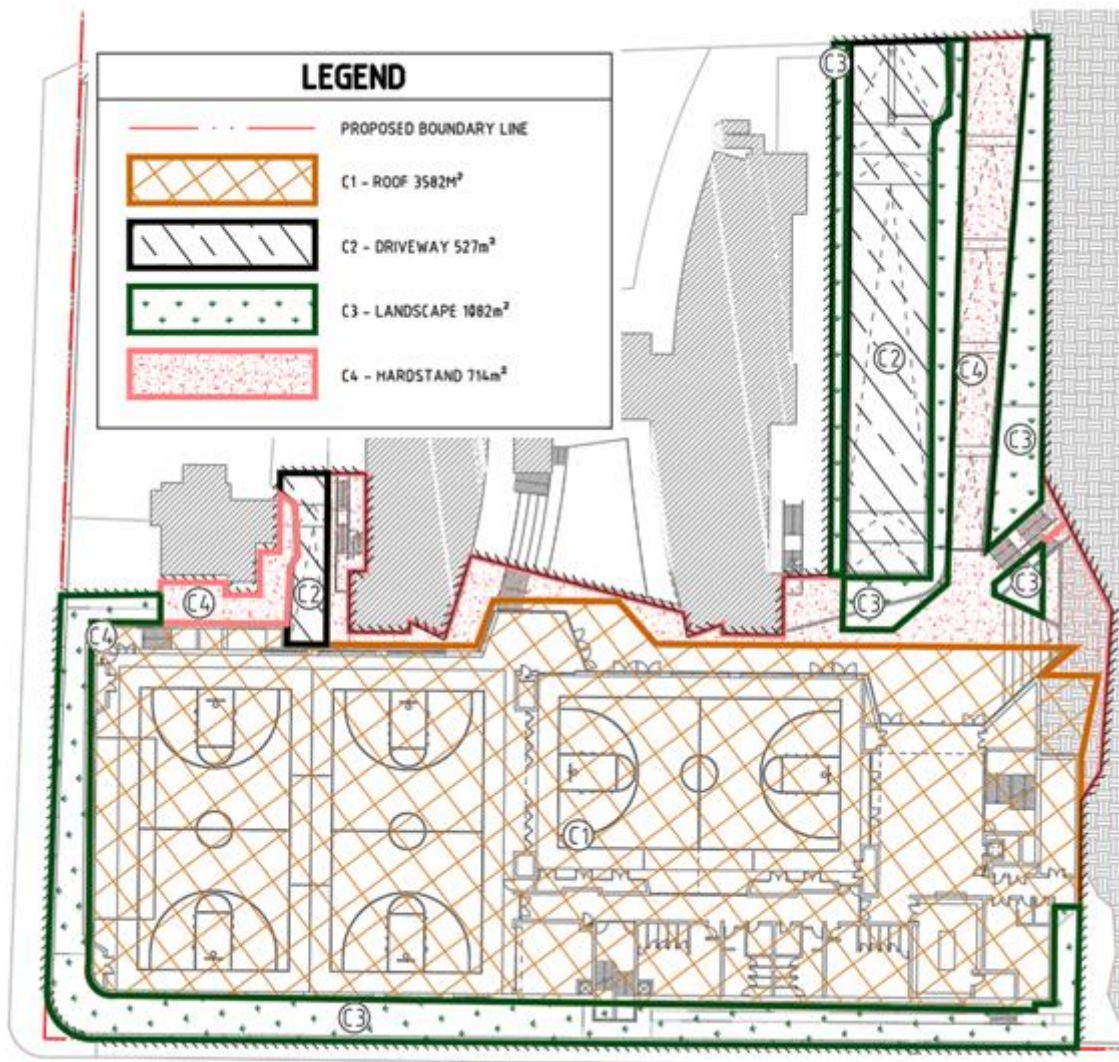 LEGEND
PROPOSED BOUNDARY LINE
C1 - ROOF 3582M²
C2 - DRIVEWAY 527m²
C3 - LANDSCAPE 1082m²
C4 - HARDSTAND 714m²
C3
C2
C4
C3
C3
C3
C2
C4
C4
C1
C3